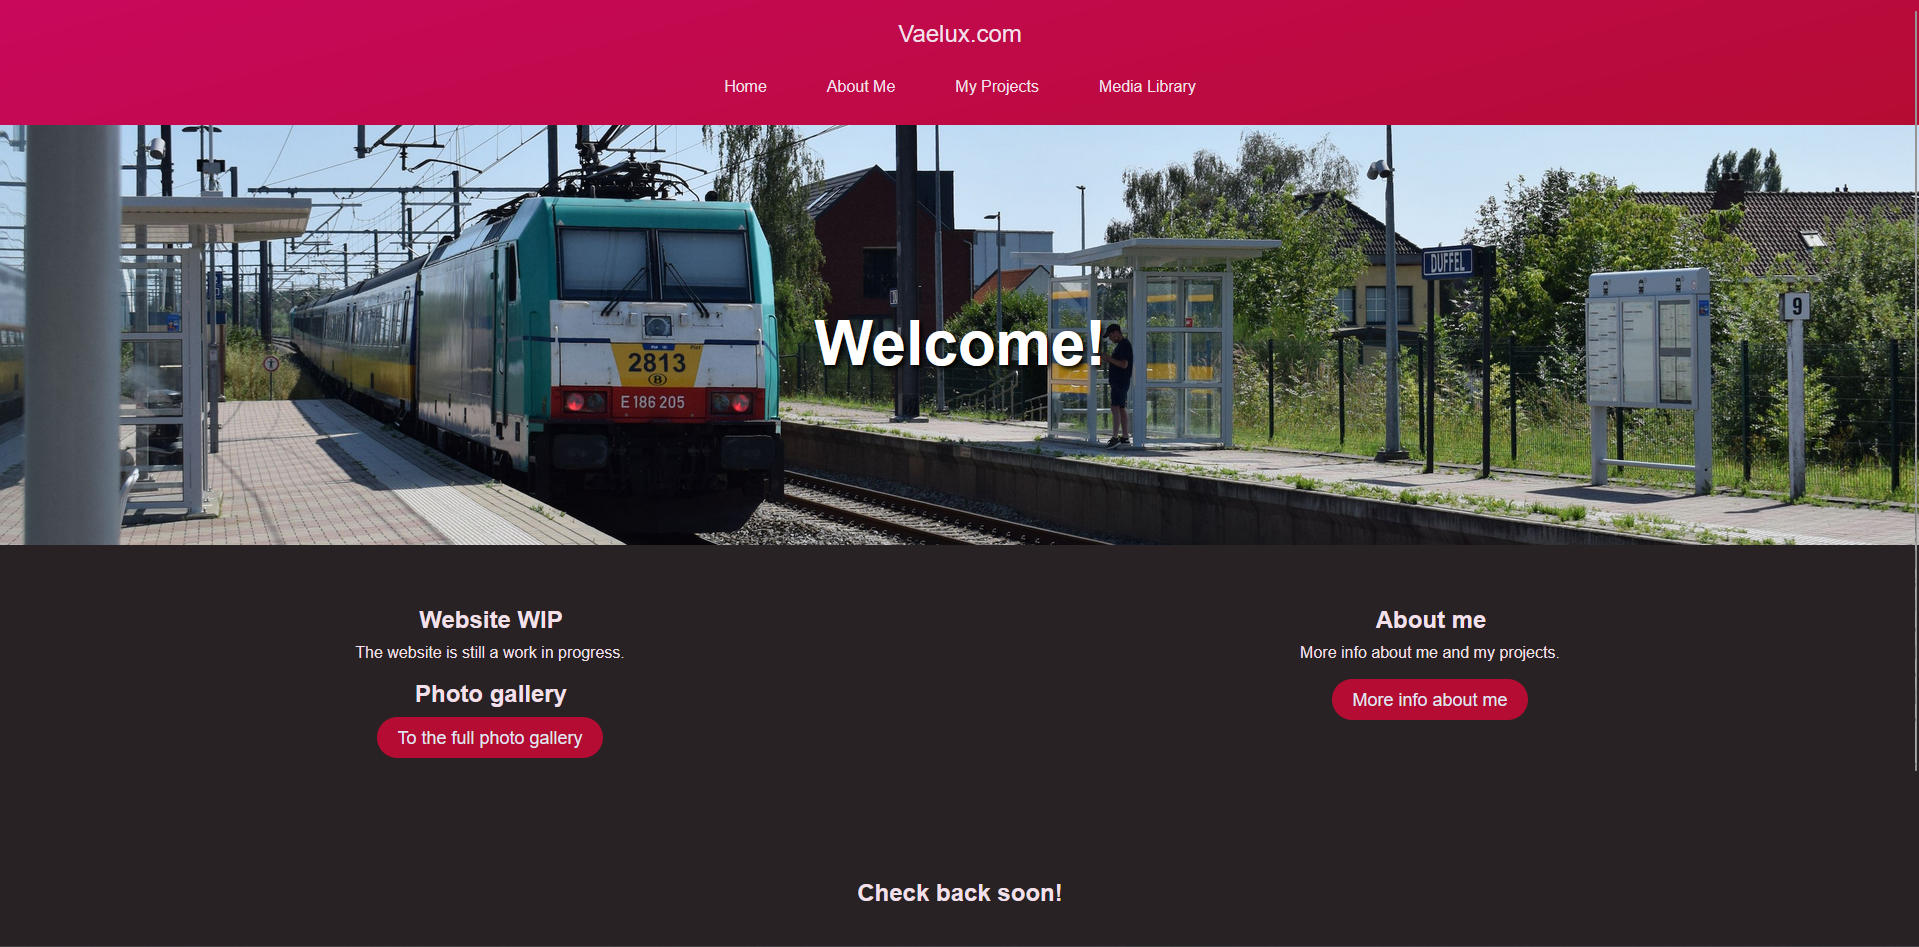 Vaelux.com
Home About Me My Projects Media Library
DUFFEL
9
Welcome!
2813
B
E 186 205
Website WIP
The website is still a work in progress.
Photo gallery
To the full photo gallery
About me
More info about me and my projects.
More info about me
Check back soon!